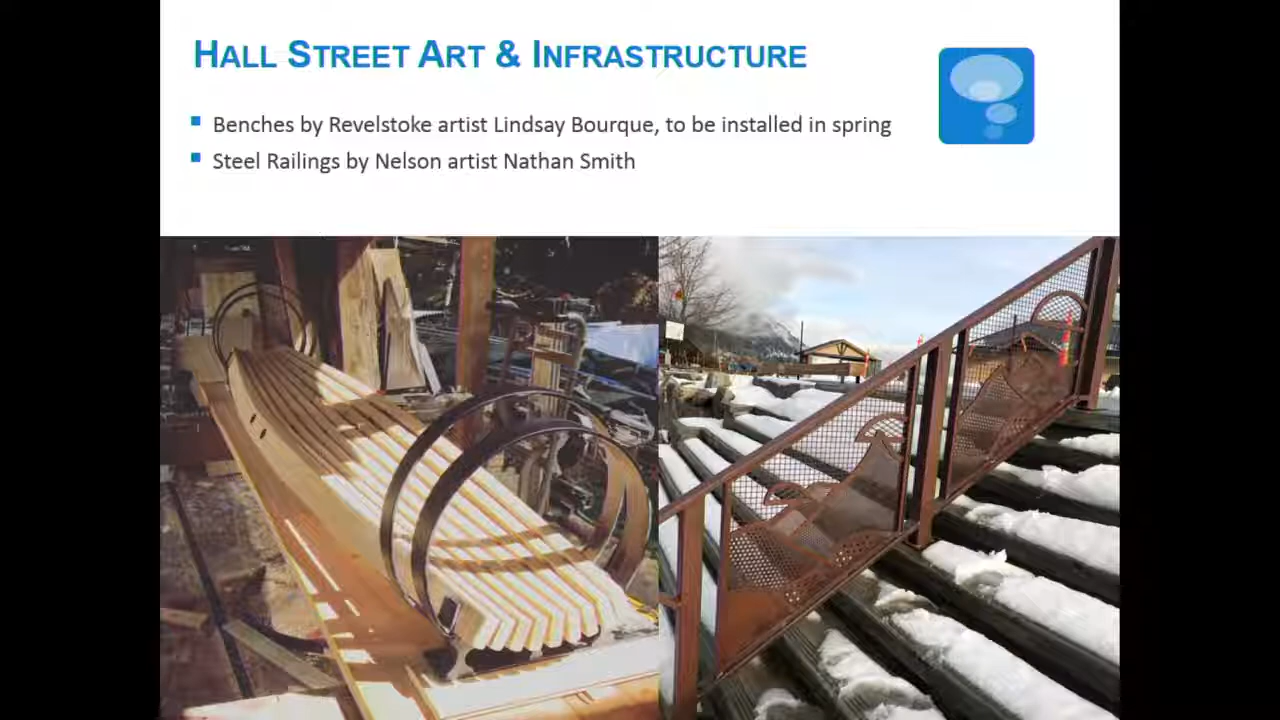 HALL STREET ART & INFRASTRUCTURE
Benches by Revelstoke artist Lindsay Bourque, to be installed in spring
Steel Railings by Nelson artist Nathan Smith